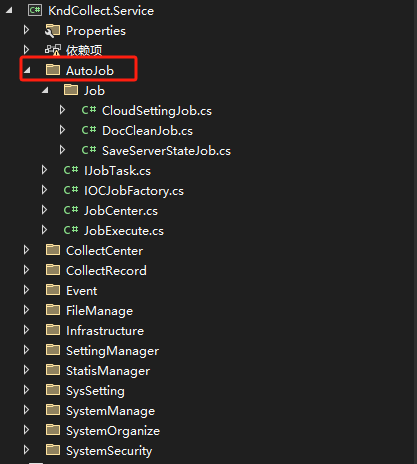 C# KndCollect.Service
Properties
依赖项
AutoJob
Job
C# CloudSettingJob.cs
C# DocCleanJob.cs
C# SaveServerStateJob.cs
C# IJobTask.cs
C# IOCJobFactory.cs
C# JobCenter.cs
C# JobExecute.cs
CollectCenter
CollectRecord
Event
FileManage
Infrastructure
SettingManager
StatisManager
SysSetting
SystemManage
SystemOrganize
SystemSecurity